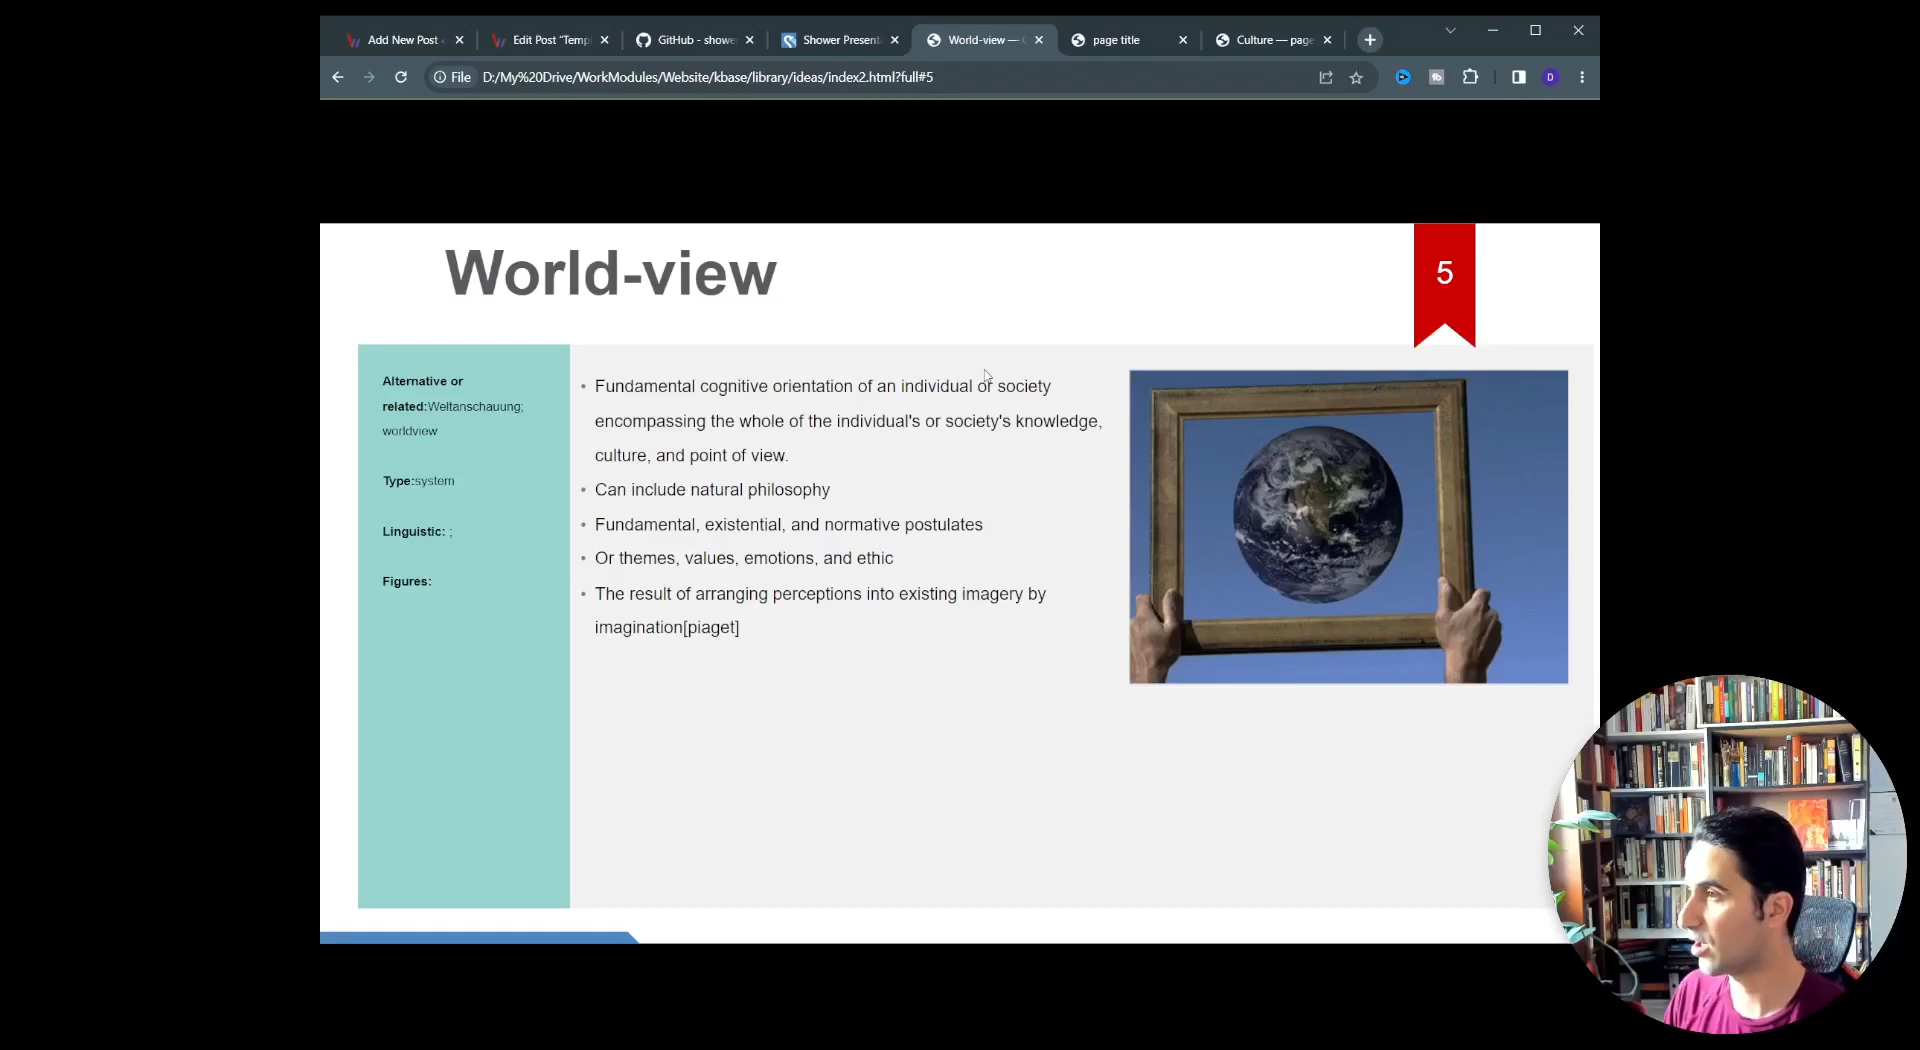 Add New Post
Edit Post "Temp
GitHub - showe
Shower Present
World-view —
page title
Culture — page
File D:/My%20Drive/WorkModules/Website/kbase/library/ideas/index2.html?full#5
D
World-view
5
Alternative or
related:Weltanschauung;
worldview
Type:system
Linguistic: ;
Figures:
• Fundamental cognitive orientation of an individual or society
encompassing the whole of the individual's or society's knowledge,
culture, and point of view.
• Can include natural philosophy
• Fundamental, existential, and normative postulates
• Or themes, values, emotions, and ethic
• The result of arranging perceptions into existing imagery by
imagination[piaget]